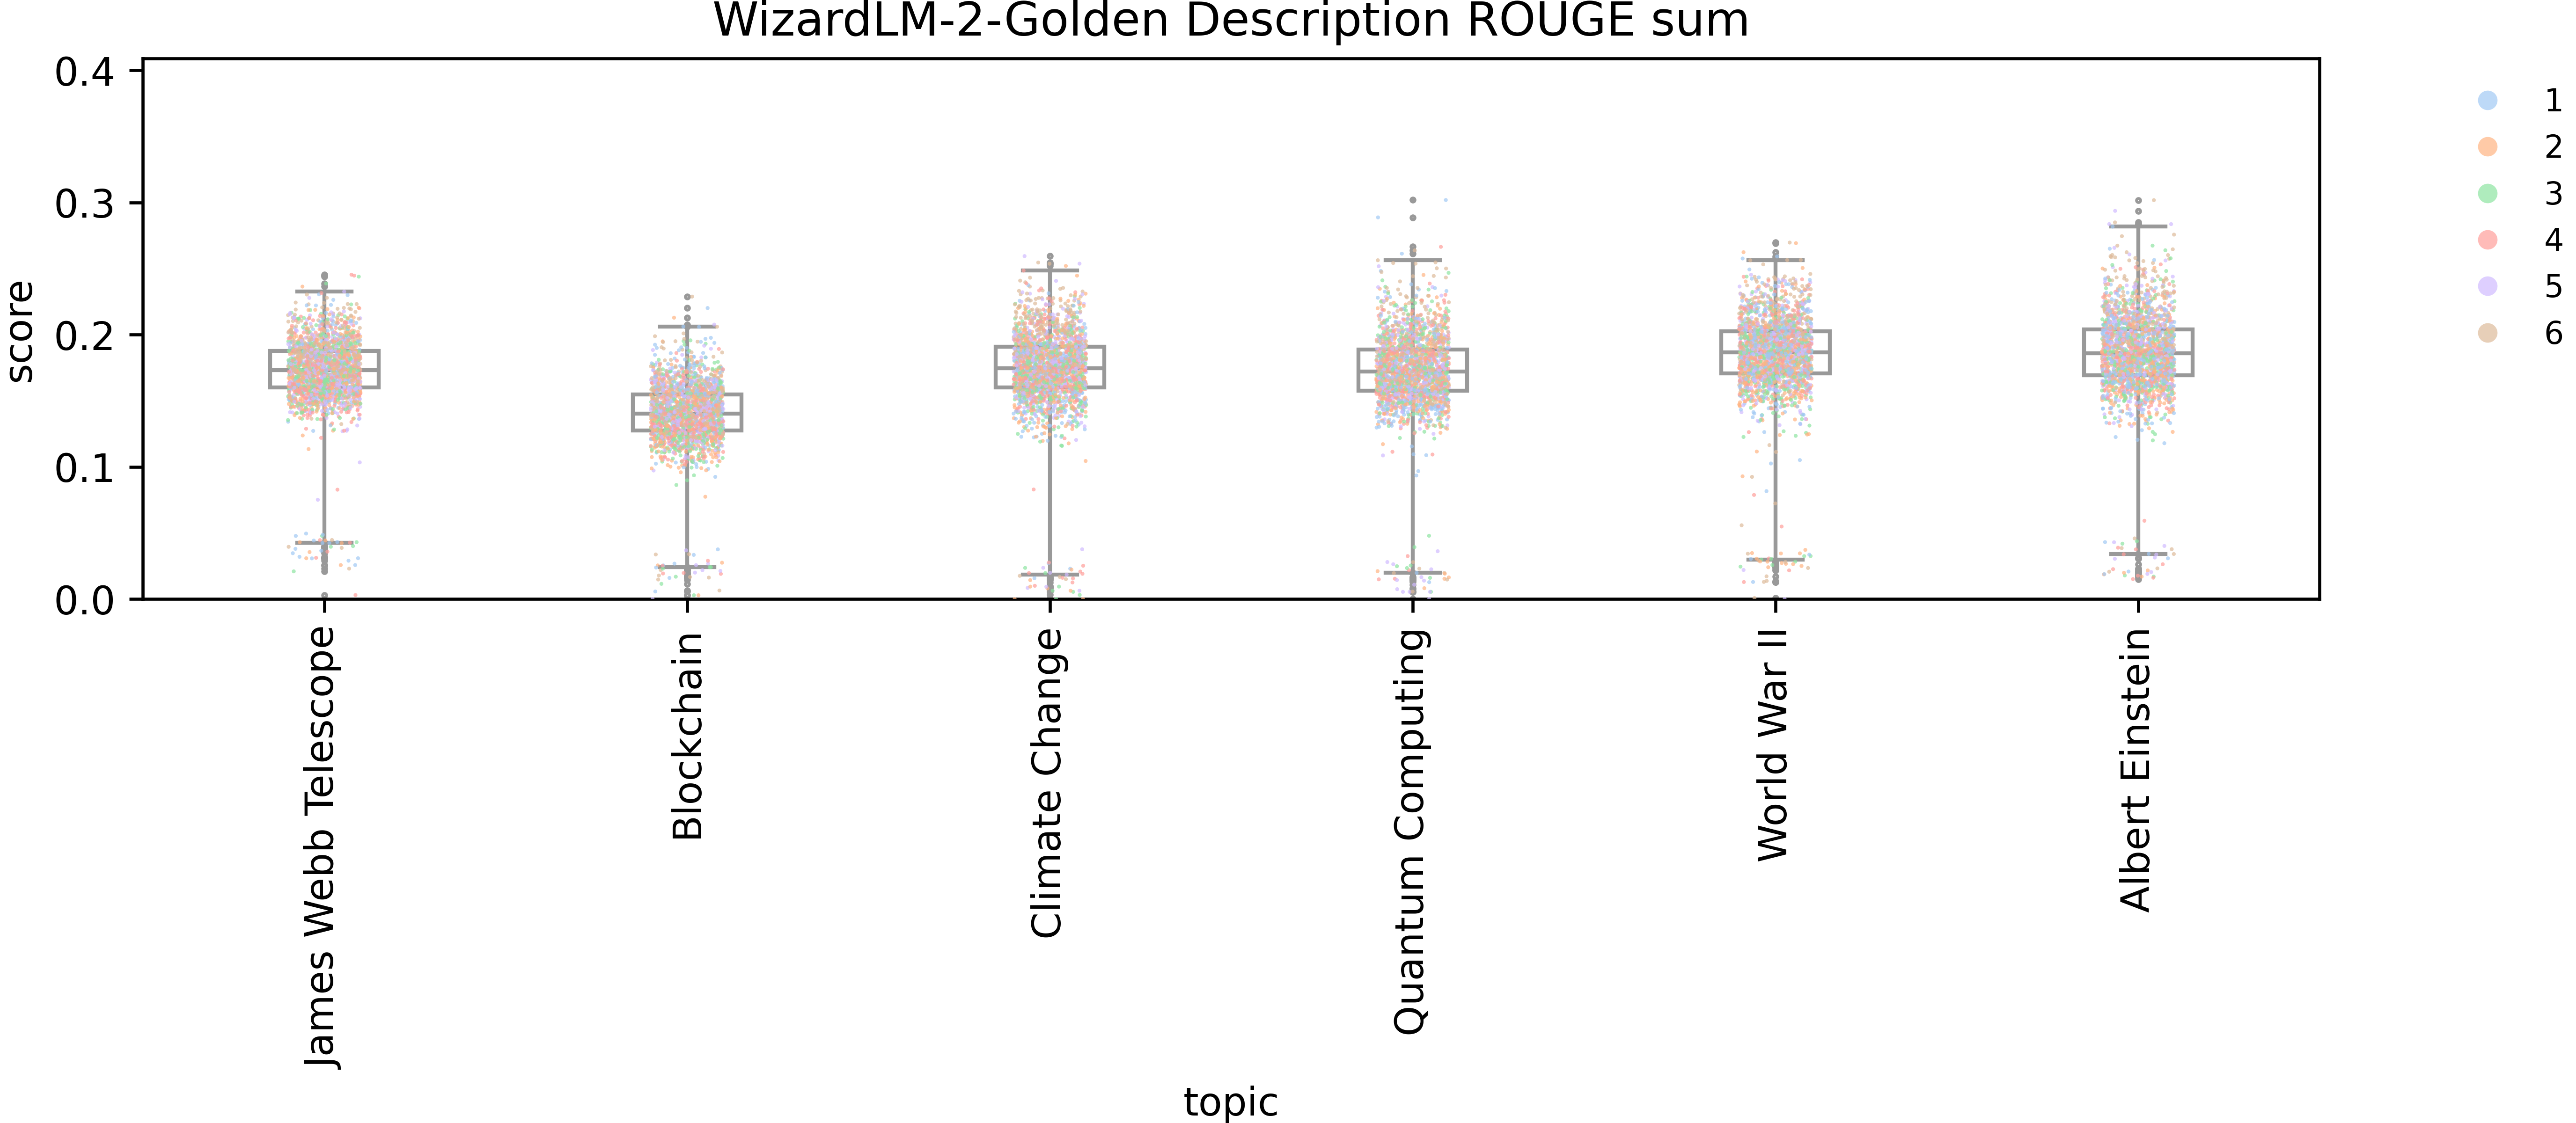 WizardLM-2-Golden Description ROUGE sum
score
0.4
0.3
0.2
0.1
0.0
1
2
3
4
5
6
James Webb Telescope
Blockchain
Climate Change
Quantum Computing
World War II
Albert Einstein
topic